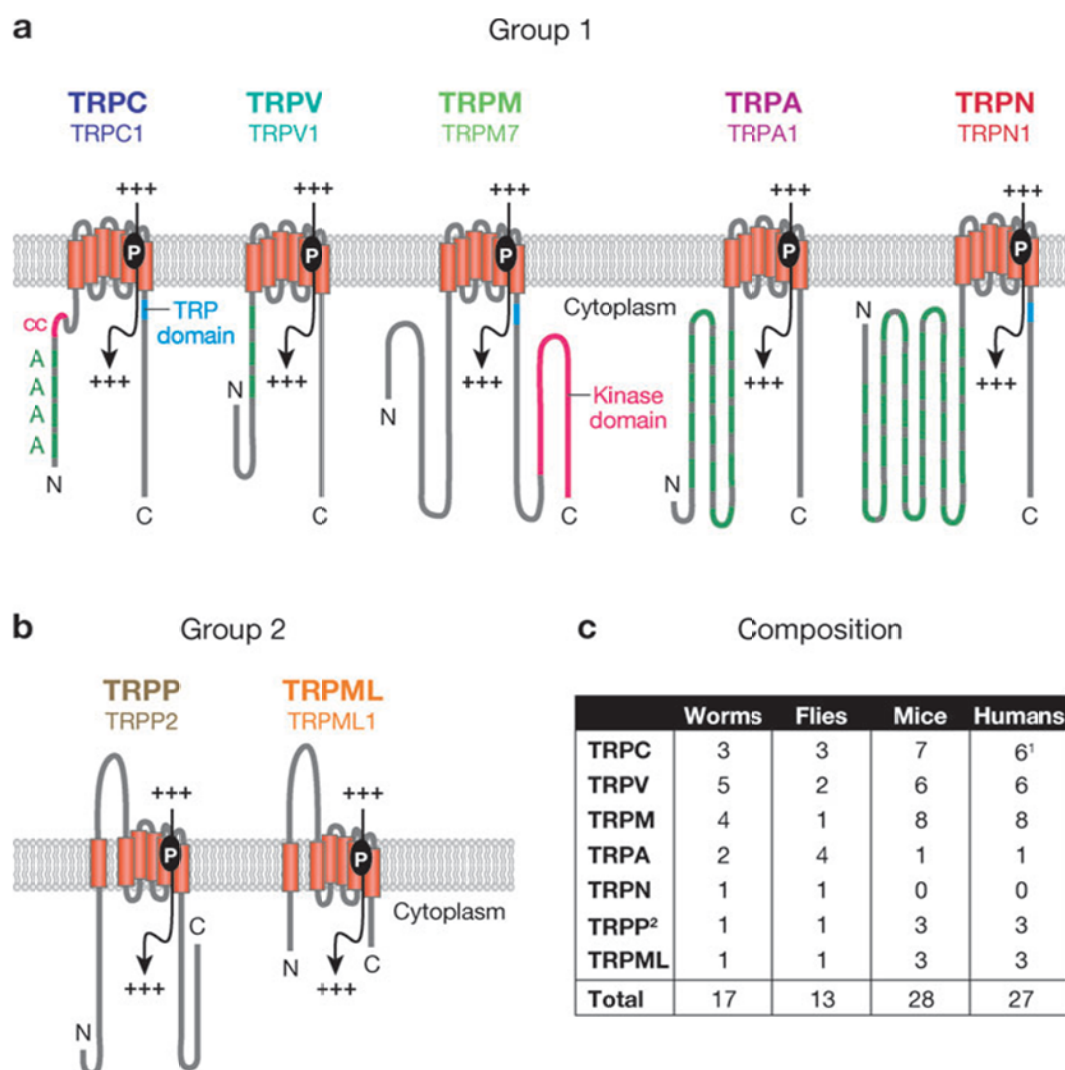 a Group 1
TRPC TRPV TRPM TRPA TRPN
TRPC1 TRPV1 TRPM7 TRPA1 TRPN1
+++ +++ +++ +++ +++
P P P P P
Cytoplasm
cc TRP domain
N
A
A
A
A
+++ +++ +++ +++ +++
N
N
Kinase domain
N
N
C
C
C
C
C
b Group 2
TRPP TRPML
TRPP2 TRPML1
+++ +++
P P
Cytoplasm
C
N C
+++ +++
N
c Composition
Worms Flies Mice Humans
TRPC 3 3 7 6¹
TRPV 5 2 6 6
TRPM 4 1 8 8
TRPA 2 4 1 1
TRPN 1 1 0 0
TRPP² 1 1 3 3
TRPML 1 1 3 3
Total 17 13 28 27